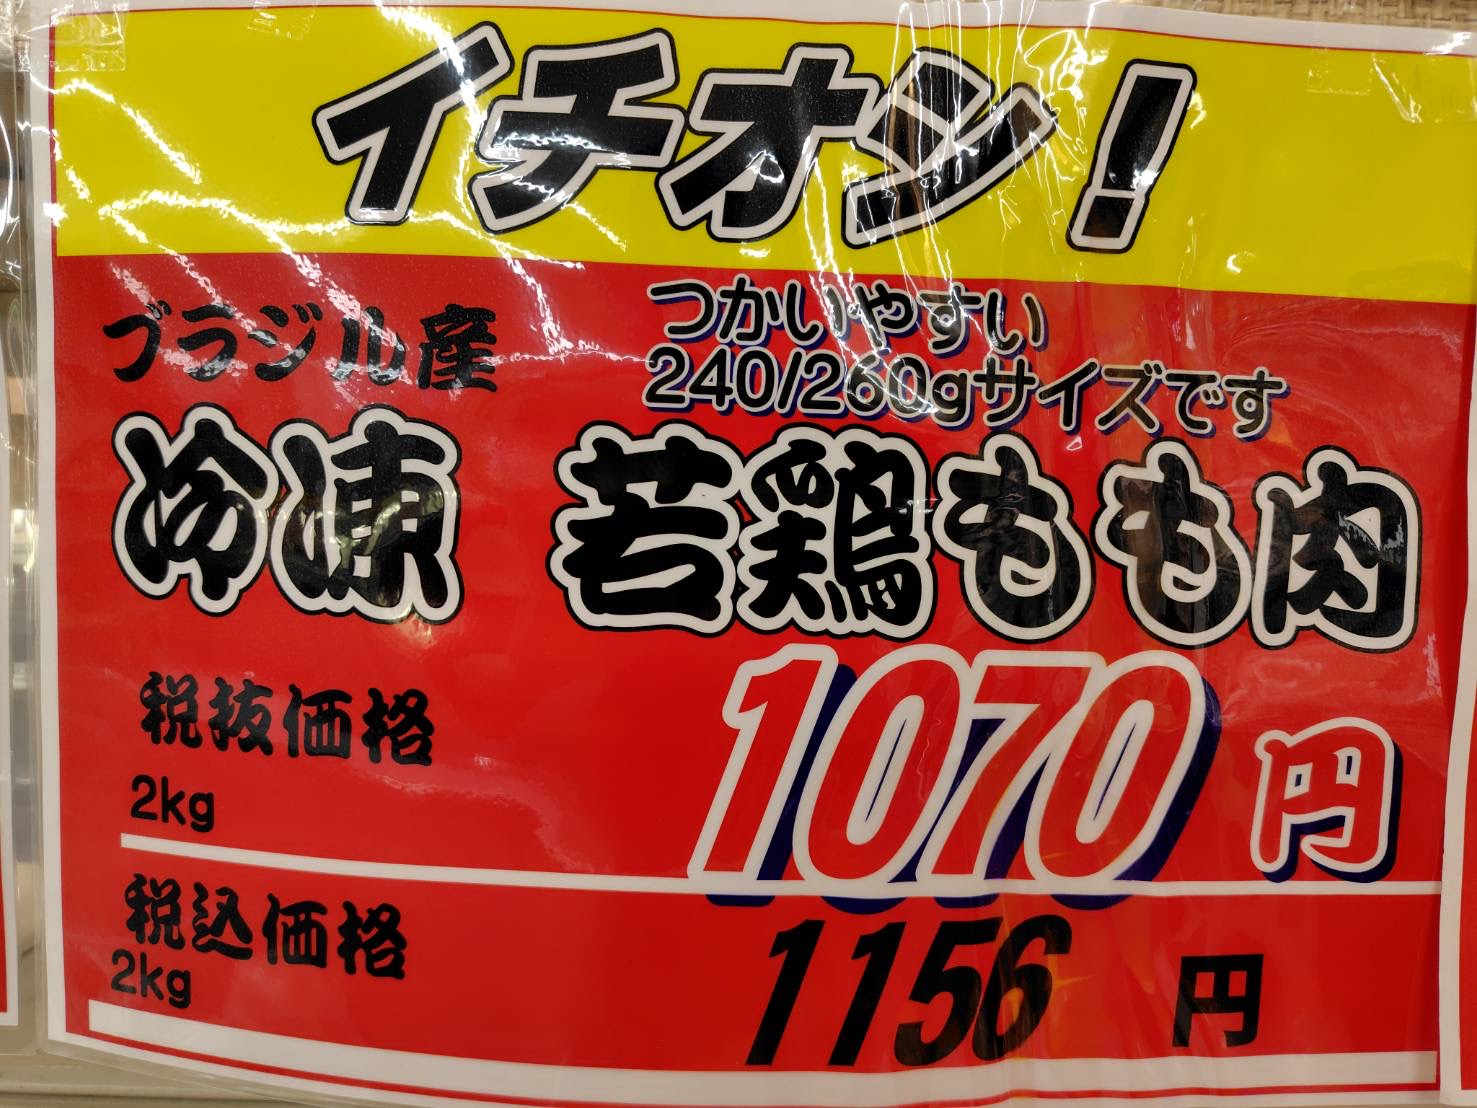 イチオシ!
ブラジル産
つかいやすい
240/260gサイズです
冷凍 若鶏もも肉
税抜価格
2kg
1070円
税込価格
2kg
1156円